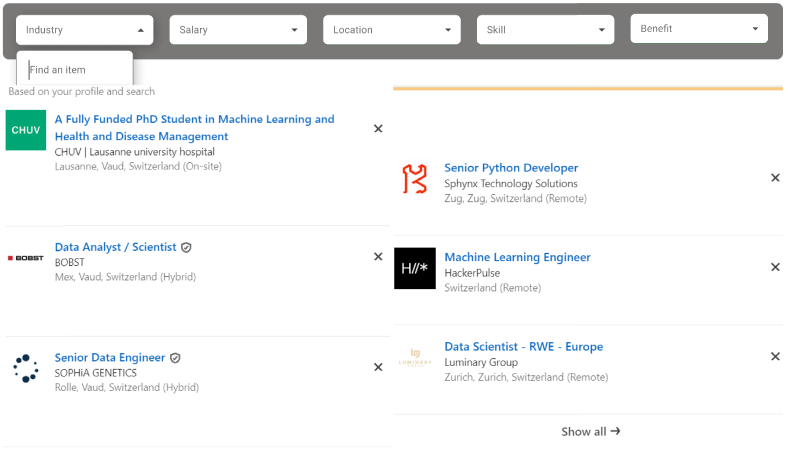 Industry
Salary
Location
Skill
Benefit
Find an item
Based on your profile and search
CHUV
A Fully Funded PhD Student in Machine Learning and
Health and Disease Management
CHUV | Lausanne university hospital
Lausanne, Vaud, Switzerland (On-site)
BOBST
Data Analyst / Scientist
BOBST
Mex, Vaud, Switzerland (Hybrid)
Senior Data Engineer
SOPHiA GENETICS
Rolle, Vaud, Switzerland (Hybrid)
Senior Python Developer
Sphynx Technology Solutions
Zug, Zug, Switzerland (Remote)
H//*
Machine Learning Engineer
HackerPulse
Switzerland (Remote)
LUMINARY
Data Scientist - RWE - Europe
Luminary Group
Zurich, Zurich, Switzerland (Remote)
Show all →